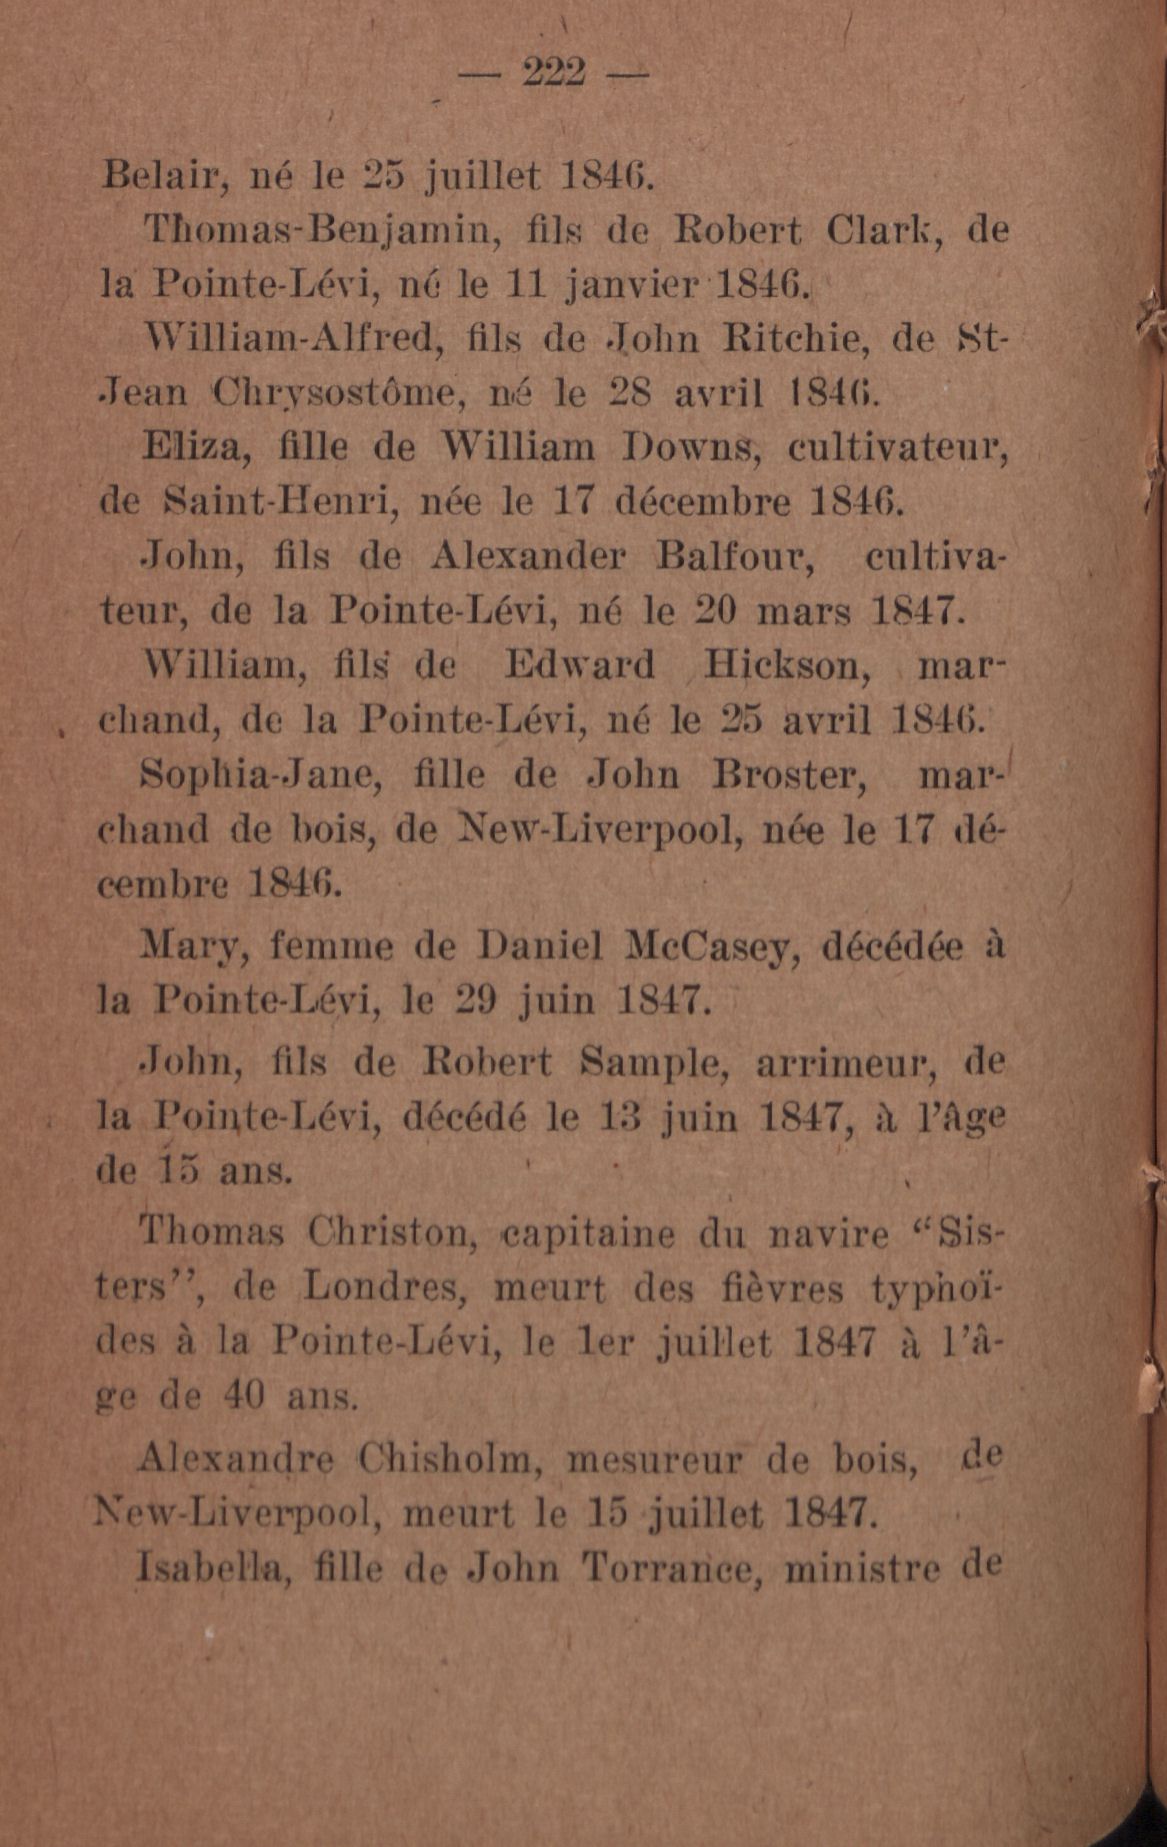 — 222 —
Belair, né le 25 juillet 1846.
Thomas-Benjamin, fils de Robert Clark, de
la Pointe-Lévi, né le 11 janvier 1846.
William-Alfred, fils de John Ritchie, de St-
Jean Chrysostôme, né le 28 avril 1846.
Eliza, fille de William Downs, cultivateur,
de Saint-Henri, née le 17 décembre 1846.
John, fils de Alexander Balfour, cultiva-
teur, de la Pointe-Lévi, né le 20 mars 1847.
William, fils de Edward Hickson, mar-
chand, de la Pointe-Lévi, né le 25 avril 1846.
Sophia-Jane, fille de John Broster, mar-
chand de bois, de New-Liverpool, née le 17 dé-
cembre 1846.
Mary, femme de Daniel McCasey, décédée à
la Pointe-Lévi, le 29 juin 1847.
John, fils de Robert Sample, arrimeur, de
la Pointe-Lévi, décédé le 13 juin 1847, à l'âge
de 15 ans.
Thomas Christon, capitaine du navire "Sis-
ters", de Londres, meurt des fièvres typhoï-
des à la Pointe-Lévi, le 1er juillet 1847 à l'â-
ge de 40 ans.
Alexandre Chisholm, mesureur de bois, de
New-Liverpool, meurt le 15 juillet 1847.
Isabella, fille de John Torrance, ministre de